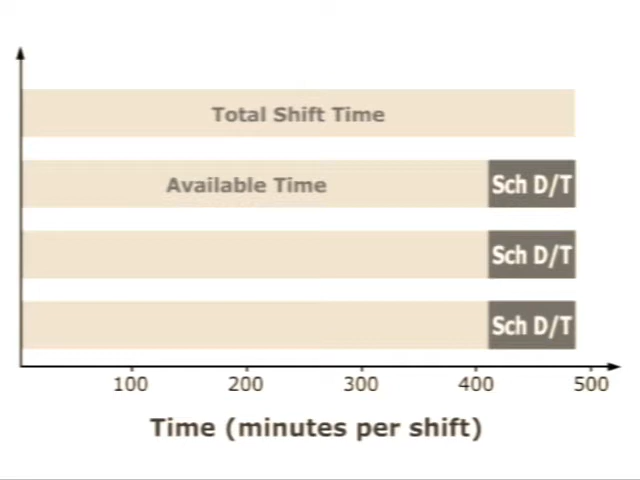 Total Shift Time
Available Time Sch D/T
Sch D/T
Sch D/T
100 200 300 400 500
Time (minutes per shift)